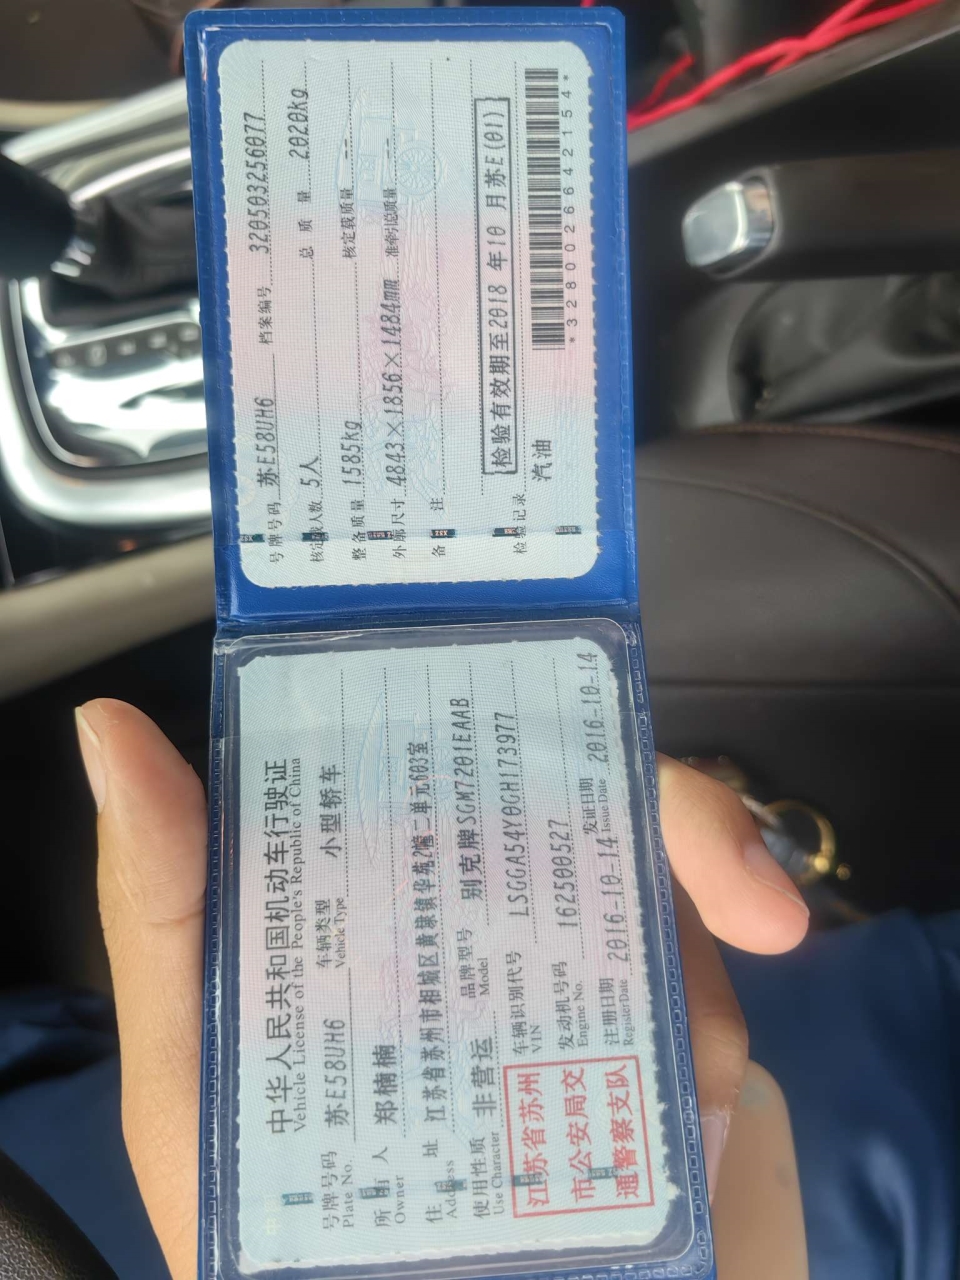 中华人民共和国机动车行驶证
Vehicle License of the People's Republic of China
号牌号码 Plate No. 苏E58UH6 车辆类型 Vehicle Type 小型轿车
所有人 Owner 郑楠楠
住址 Address 江苏省苏州市相城区黄埭镇华苑2幢二单元603室
使用性质 Use Character 非营运 品牌型号 Model 别克牌SGM7201EAAB
车辆识别代号 VIN LSGGA54Y0GH173977
发动机号码 Engine No. 162500527
注册日期 Register Date 2016-10-14 发证日期 Issue Date 2016-10-14
江苏省苏州
市公安局交
通警察支队
号牌号码 苏E58UH6 档案编号 320503256077
核定载人数 5人 总质量 2020kg
整备质量 1585kg 核定载质量 --
外廓尺寸 4843×1856×1484mm 准牵引总质量 --
备注
检验记录 检验有效期至2018年10月苏E(01)
汽油
*3280026642154*